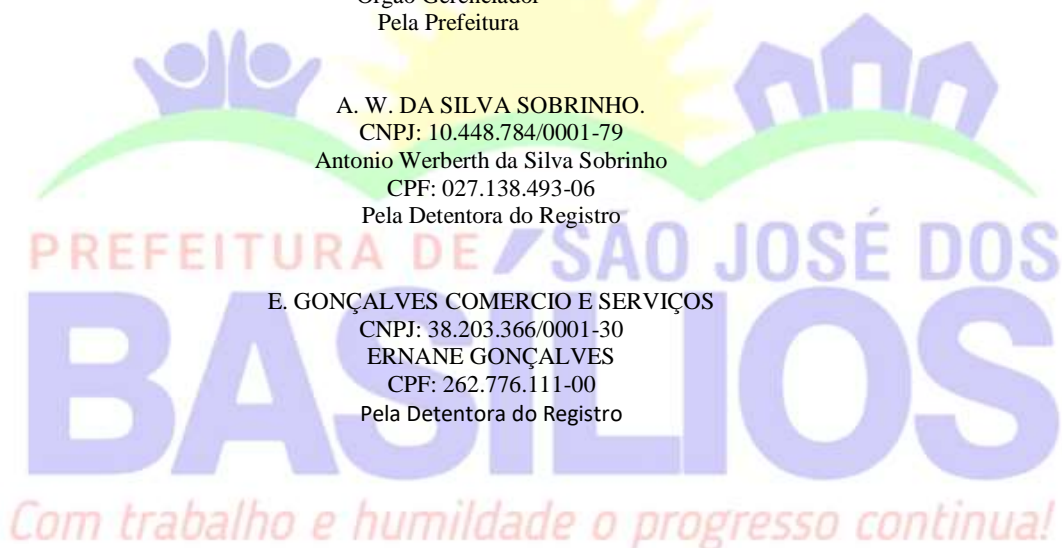 Órgão Gerenciador
Pela Prefeitura
A. W. DA SILVA SOBRINHO.
CNPJ: 10.448.784/0001-79
Antonio Werberth da Silva Sobrinho
CPF: 027.138.493-06
Pela Detentora do Registro
PREFEITURA DE SÃO JOSÉ DOS
BASÍLIOS
E. GONÇALVES COMERCIO E SERVIÇOS
CNPJ: 38.203.366/0001-30
ERNANE GONÇALVES
CPF: 262.776.111-00
Pela Detentora do Registro
Com trabalho e humildade o progresso continua!